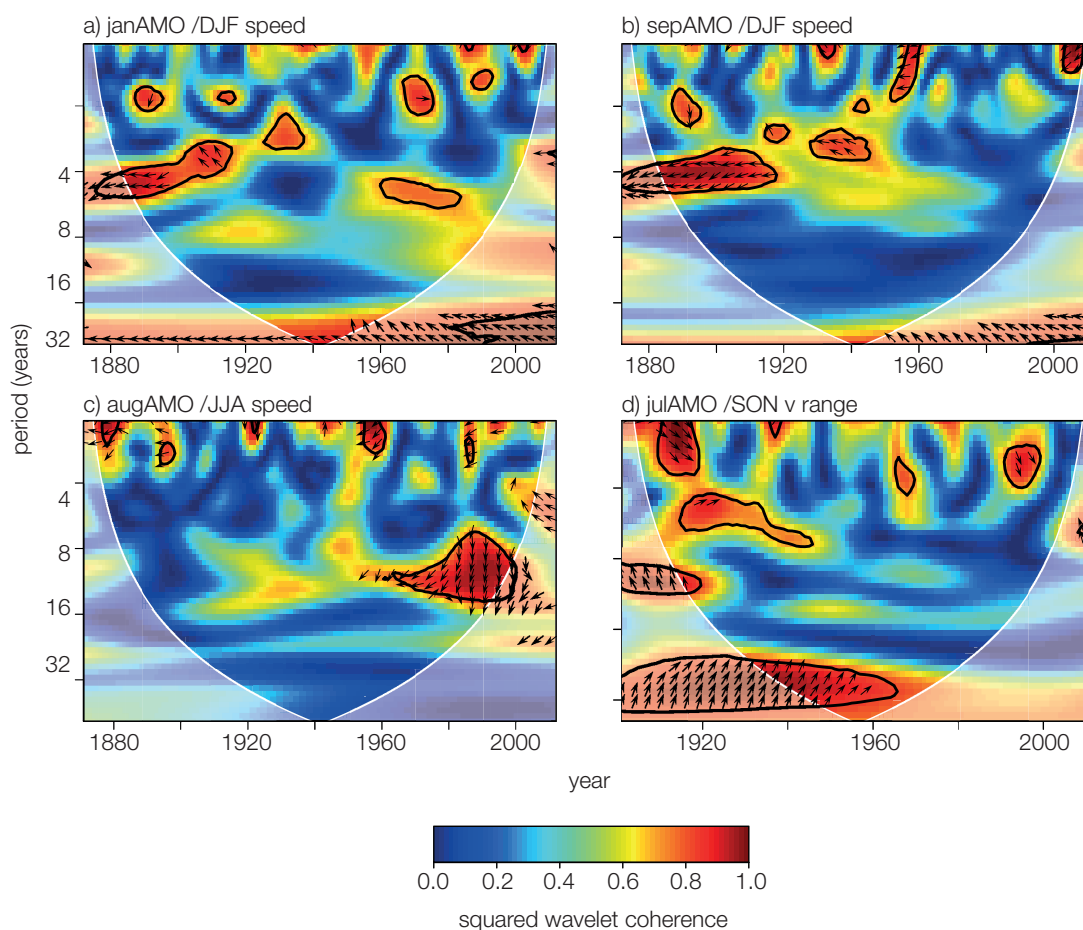 a) janAMO /DJF speed
b) sepAMO /DJF speed
4
8
16
32
1880 1920 1960 2000
1880 1920 1960 2000
period (years)
c) augAMO /JJA speed
d) julAMO /SON v range
4
8
16
32
1880 1920 1960 2000
1920 1960 2000
year
0.0 0.2 0.4 0.6 0.8 1.0
squared wavelet coherence